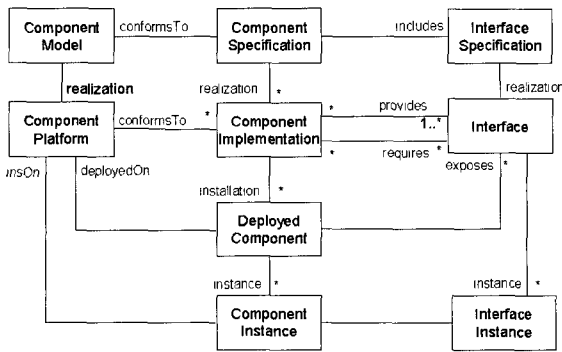 Component
Model
conformsTo
Component
Specification
includes
Interface
Specification
realization
realization
realization
Component
Platform
conformsTo
*
*
Component
Implementation
*
provides
1..*
Interface
*
requires
*
nsOn
deployedOn
installation
*
exposes
*
Deployed
Component
instance
*
instance
*
Component
Instance
Interface
Instance